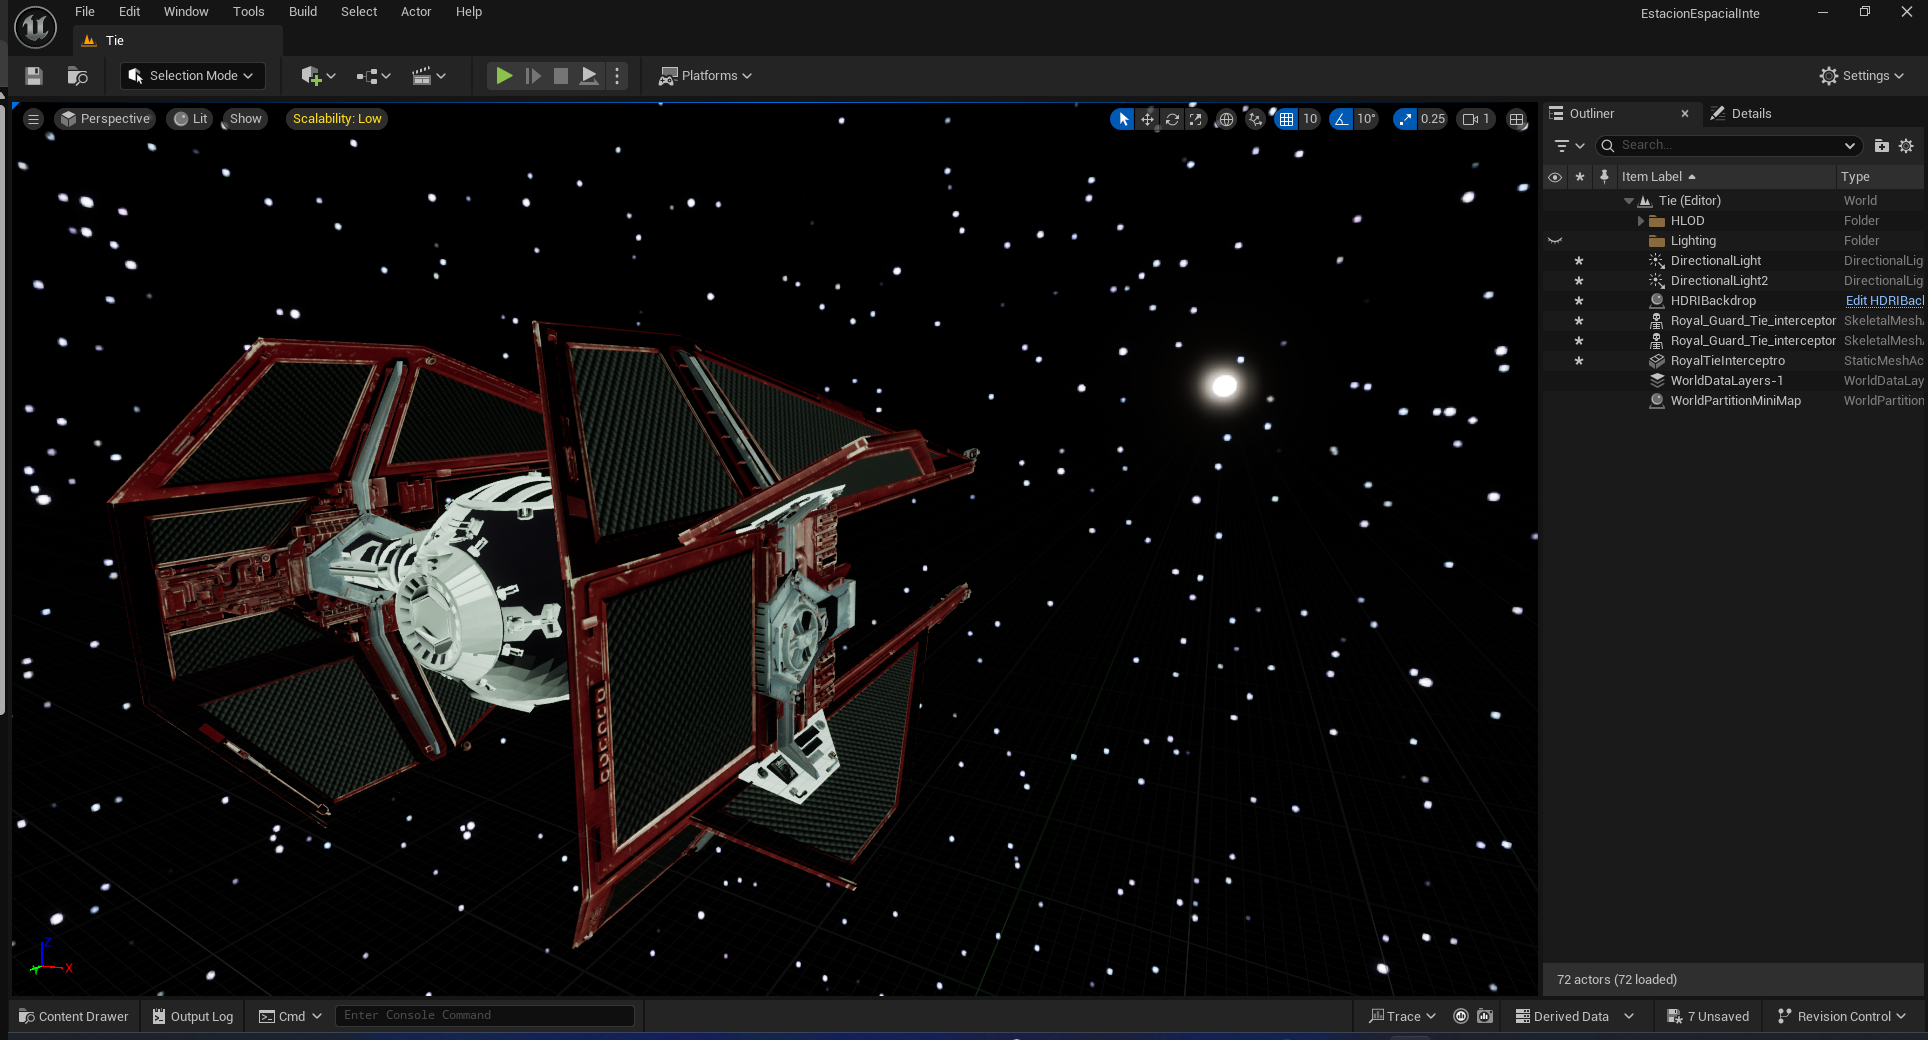 File Edit Window Tools Build Select Actor Help
EstacionEspacialInte
Tie
Selection Mode
Platforms
Settings
Perspective Lit Show Scalability: Low
10 10° 0.25 1
Outliner Details
Search...
Item Label Type
Tie (Editor) World
HLOD Folder
Lighting Folder
DirectionalLight DirectionalLig
DirectionalLight2 DirectionalLig
HDRIBackdrop Edit HDRIBacl
Royal_Guard_Tie_interceptor SkeletalMesh
Royal_Guard_Tie_interceptor SkeletalMesh
RoyalTieInterceptro StaticMeshAc
WorldDataLayers-1 WorldDataLay
WorldPartitionMiniMap WorldPartition
Z
X
72 actors (72 loaded)
Content Drawer Output Log Cmd Enter Console Command Trace Derived Data 7 Unsaved Revision Control